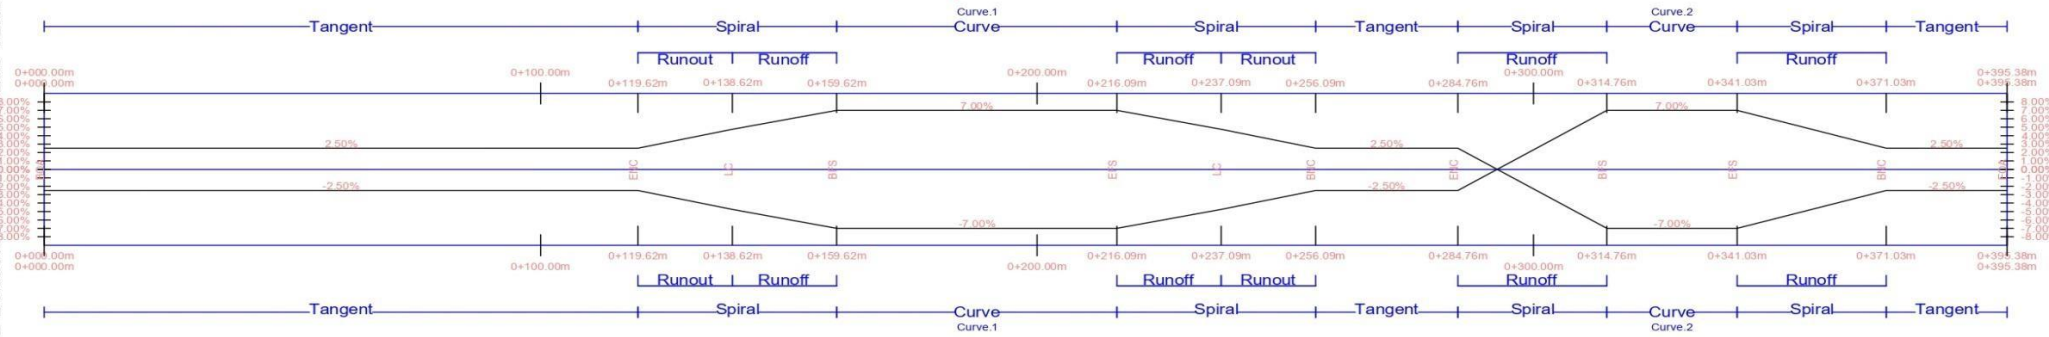 Curve.1 Curve.2
Tangent Spiral Curve Spiral Tangent Spiral Curve Spiral Tangent
Runout Runoff Runoff Runout Runoff Runoff
0+000.00m 0+100.00m 0+200.00m 0+300.00m 0+395.38m
0+000.00m 0+119.62m 0+138.62m 0+159.62m 0+216.09m 0+237.09m 0+256.09m 0+284.76m 0+314.76m 0+341.03m 0+371.03m 0+395.38m
8.00%
7.00% 7.00% 7.00%
6.00%
5.00%
4.00%
3.00%
2.50% 2.50% 2.50%
2.00%
1.00%
0.00%
-1.00%
-2.00%
-2.50% -2.50% -2.50%
-3.00%
-4.00%
-5.00%
-6.00%
-7.00% -7.00% -7.00%
-8.00%
0+000.00m 0+119.62m 0+138.62m 0+159.62m 0+216.09m 0+237.09m 0+256.09m 0+284.76m 0+314.76m 0+341.03m 0+371.03m 0+395.38m
0+000.00m 0+100.00m 0+200.00m 0+300.00m 0+395.38m
Runout Runoff Runoff Runout Runoff Runoff
Tangent Spiral Curve Spiral Tangent Spiral Curve Spiral Tangent
Curve.1 Curve.2